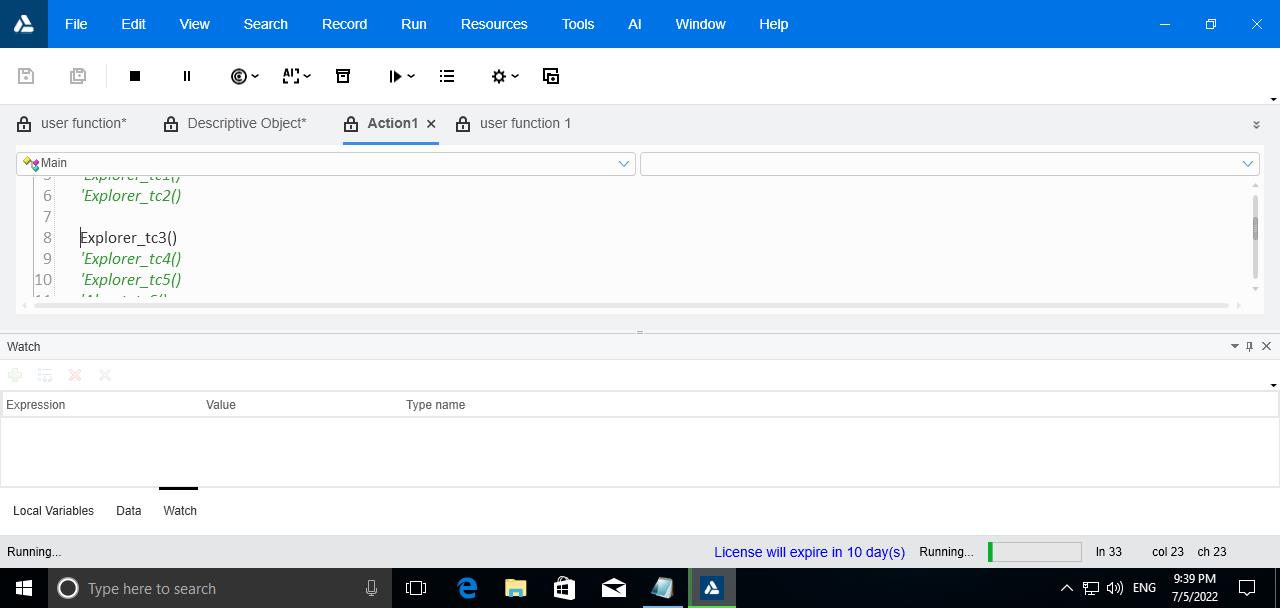 File Edit View Search Record Run Resources Tools AI Window Help
user function* Descriptive Object* Action1 user function 1
Main
5 'Explorer_tc1()
6 'Explorer_tc2()
7
8 Explorer_tc3()
9 'Explorer_tc4()
10 'Explorer_tc5()
Watch
Expression Value Type name
Local Variables Data Watch
Running... License will expire in 10 day(s) Running... ln 33 col 23 ch 23
Type here to search ENG 9:39 PM
7/5/2022